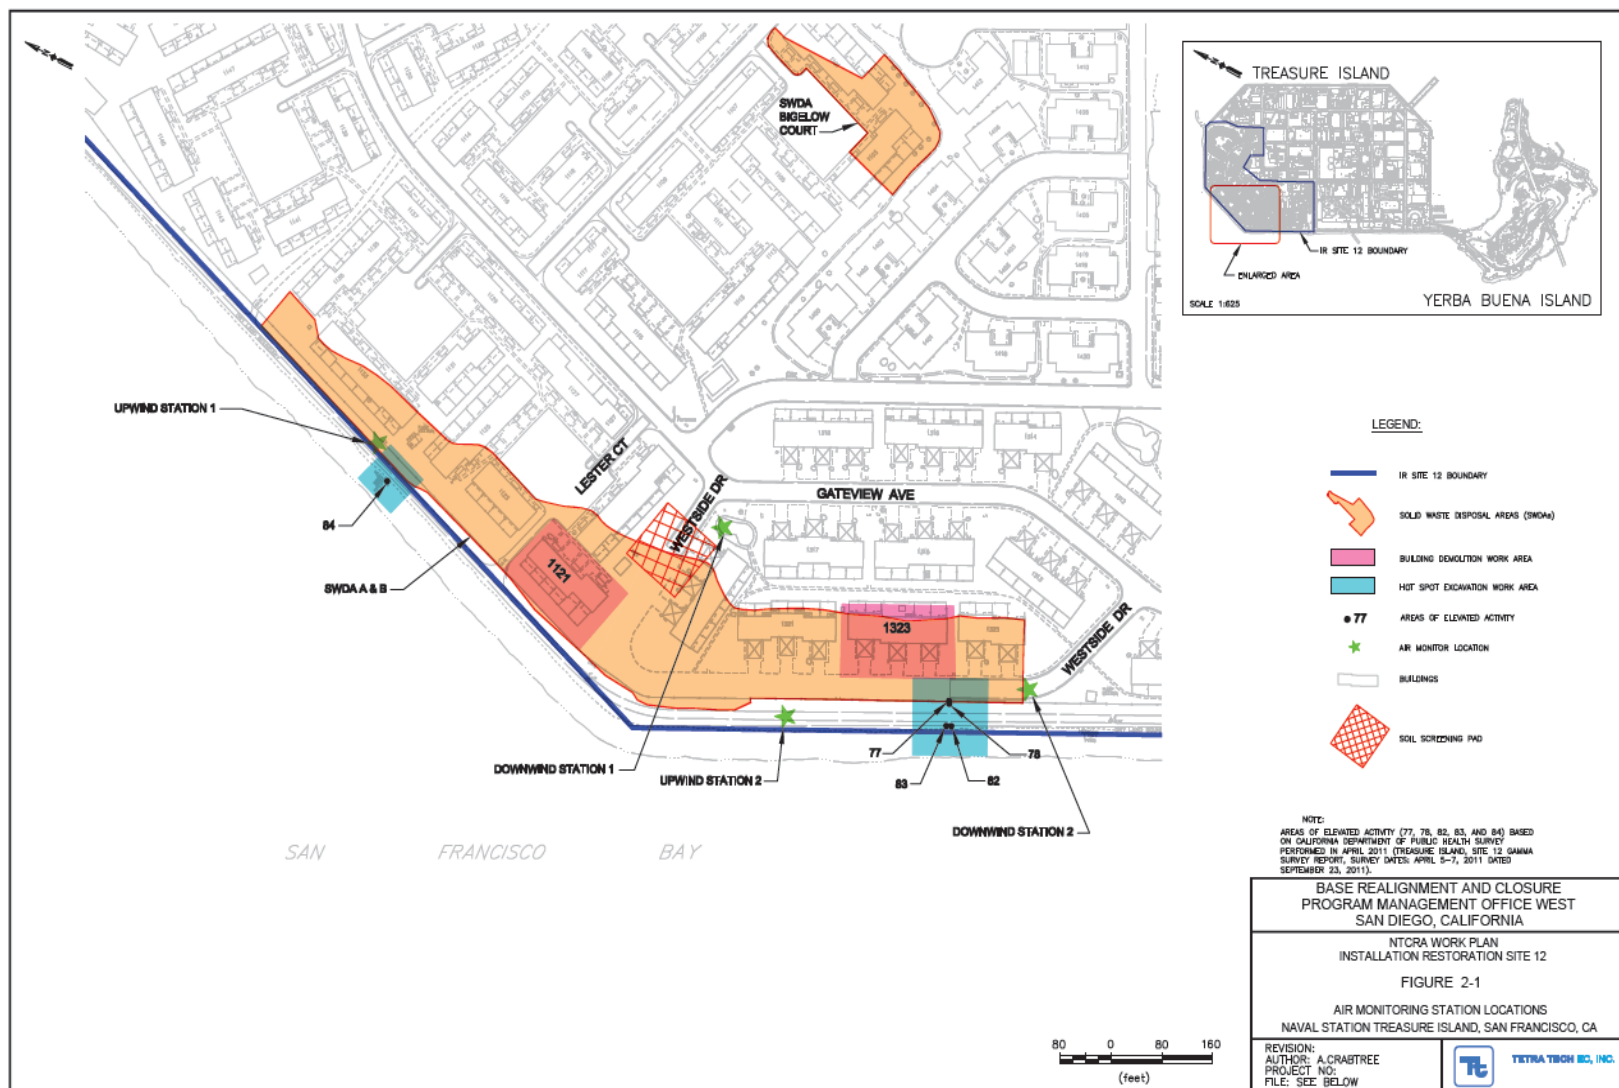 SWDA
BIGELOW
COURT
UPWIND STATION 1
84
SWDA A & B
LESTER CT
1121
WESTSIDE DR
GATEVIEW AVE
1323
WESTSIDE DR
77
78
83
82
DOWNWIND STATION 1
UPWIND STATION 2
DOWNWIND STATION 2
SAN FRANCISCO BAY
TREASURE ISLAND
IR SITE 12 BOUNDARY
ENLARGED AREA
SCALE 1:625
YERBA BUENA ISLAND
LEGEND:
IR SITE 12 BOUNDARY
SOLID WASTE DISPOSAL AREAS (SWDAs)
BUILDING DEMOLITION WORK AREA
HOT SPOT EXCAVATION WORK AREA
77 AREAS OF ELEVATED ACTIVITY
AIR MONITOR LOCATION
BUILDINGS
SOIL SCREENING PAD
NOTE:
AREAS OF ELEVATED ACTIVITY (77, 78, 82, 83, AND 84) BASED
ON CALIFORNIA DEPARTMENT OF PUBLIC HEALTH SURVEY
PERFORMED IN APRIL 2011 (TREASURE ISLAND, SITE 12 GAMMA
SURVEY REPORT, SURVEY DATES: APRIL 5-7, 2011 DATED
SEPTEMBER 23, 2011).
BASE REALIGNMENT AND CLOSURE
PROGRAM MANAGEMENT OFFICE WEST
SAN DIEGO, CALIFORNIA
NTCRA WORK PLAN
INSTALLATION RESTORATION SITE 12
FIGURE 2-1
AIR MONITORING STATION LOCATIONS
NAVAL STATION TREASURE ISLAND, SAN FRANCISCO, CA
REVISION:
AUTHOR: A.CRABTREE
PROJECT NO:
FILE: SEE BELOW
TETRA TECH EC, INC.
80 0 80 160
(feet)